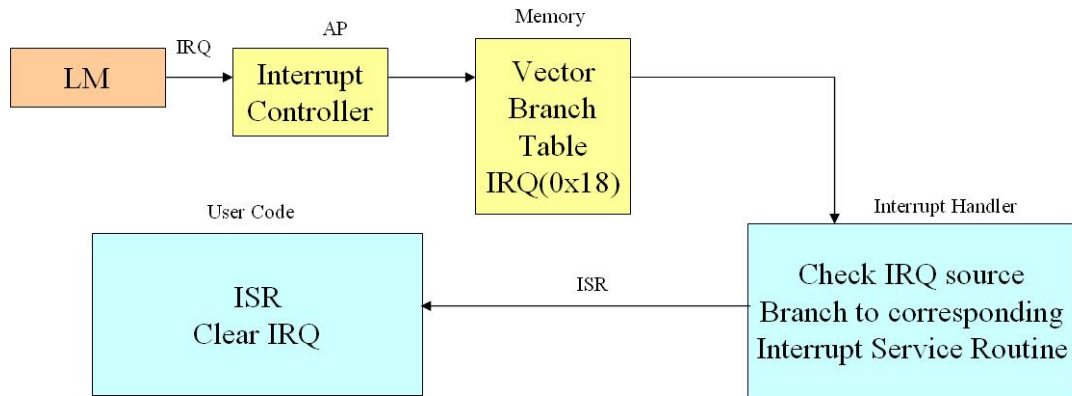 Memory
AP
IRQ
LM
Interrupt
Controller
Vector
Branch
Table
IRQ(0x18)
User Code
Interrupt Handler
ISR
Clear IRQ
ISR
Check IRQ source
Branch to corresponding
Interrupt Service Routine